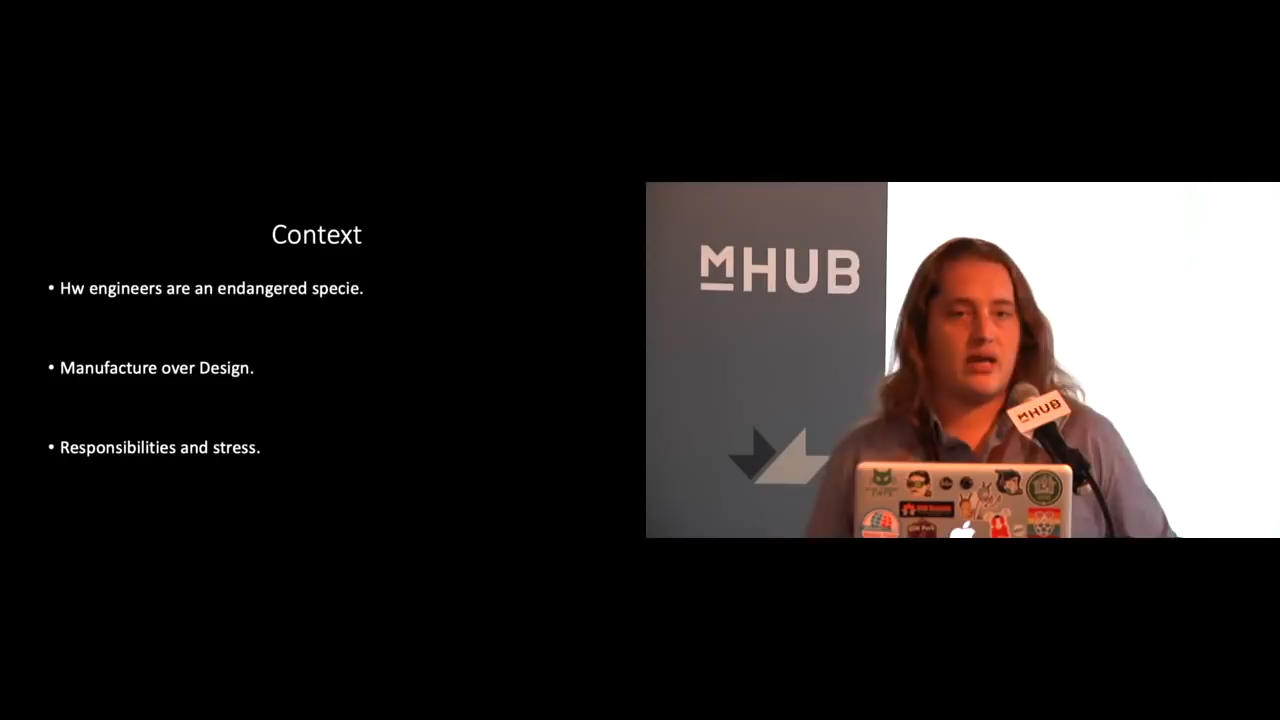 Context
• Hw engineers are an endangered specie.
• Manufacture over Design.
• Responsibilities and stress.
MHUB
MHUB